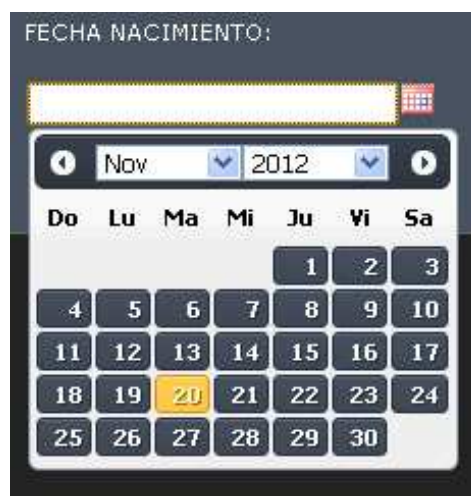 FECHA NACIMIENTO:
Nov 2012
Do Lu Ma Mi Ju Vi Sa
1 2 3
4 5 6 7 8 9 10
11 12 13 14 15 16 17
18 19 20 21 22 23 24
25 26 27 28 29 30